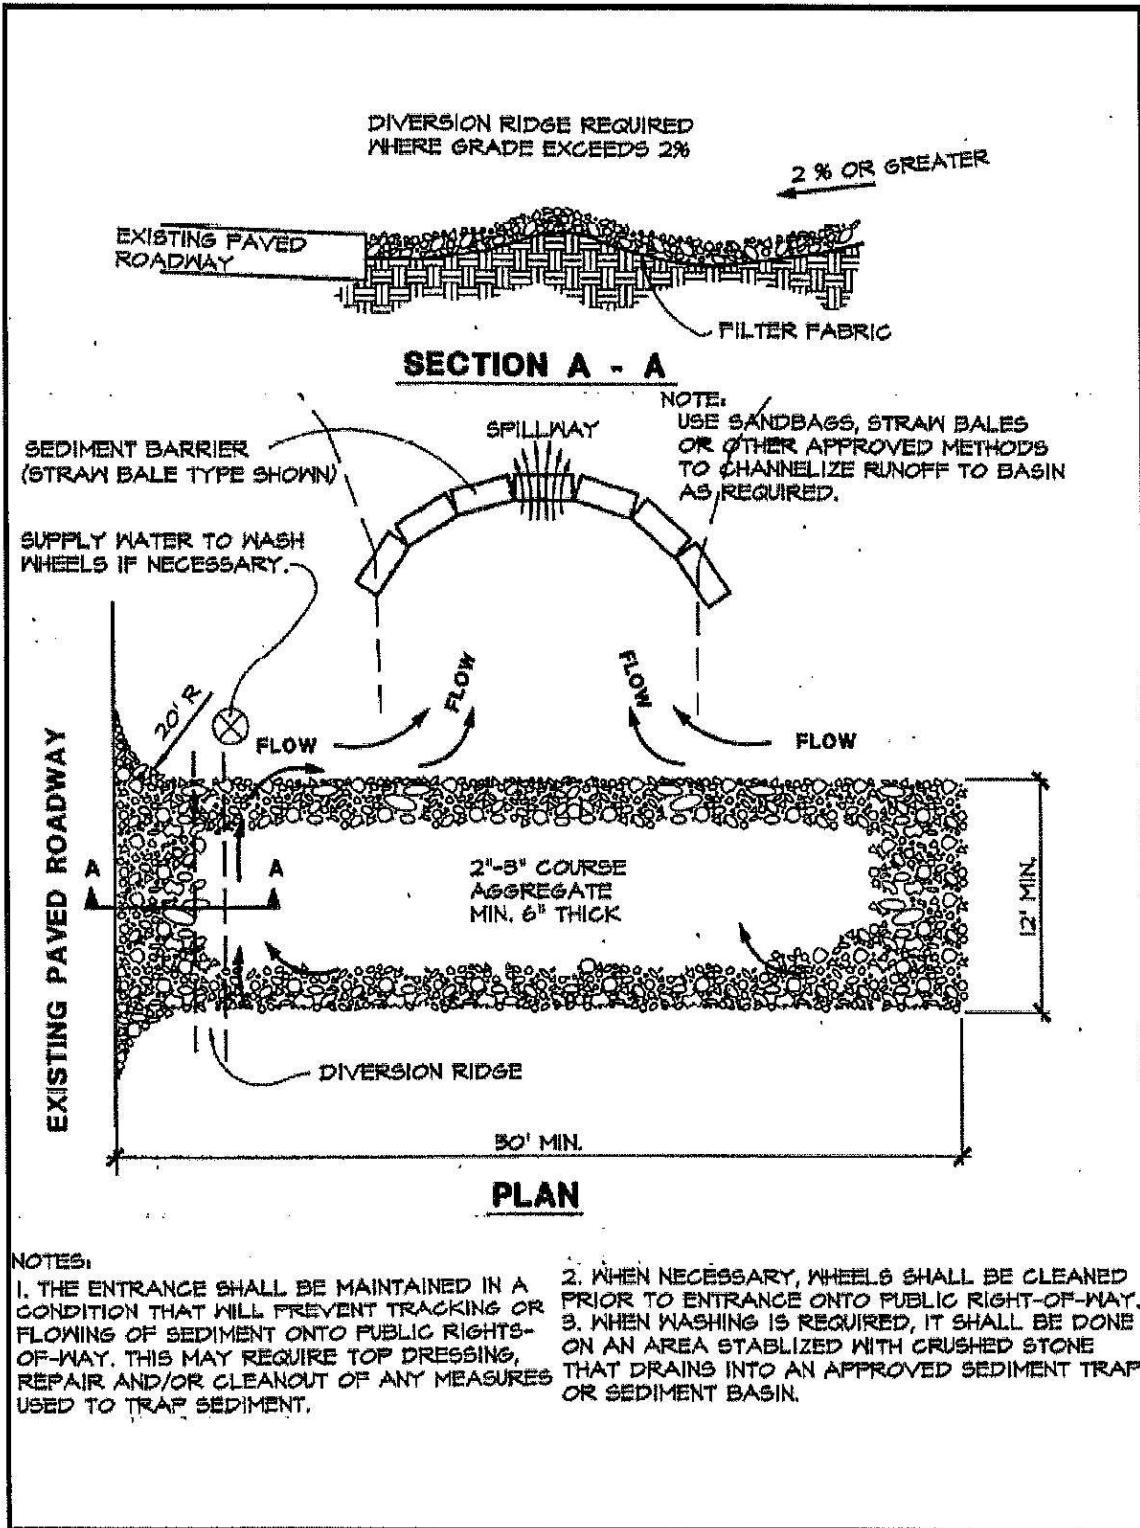 DIVERSION RIDGE REQUIRED
WHERE GRADE EXCEEDS 2%
2 % OR GREATER
EXISTING PAVED
ROADWAY
FILTER FABRIC
SECTION A - A
NOTE:
USE SANDBAGS, STRAW BALES
OR OTHER APPROVED METHODS
TO CHANNELIZE RUNOFF TO BASIN
AS REQUIRED.
SPILLWAY
SEDIMENT BARRIER
(STRAW BALE TYPE SHOWN)
SUPPLY WATER TO WASH
WHEELS IF NECESSARY.
FLOW
FLOW
20' R
FLOW
FLOW
EXISTING PAVED ROADWAY
A
A
2"-3" COURSE
AGGREGATE
MIN. 6" THICK
12' MIN.
DIVERSION RIDGE
50' MIN.
PLAN
NOTES:
1. THE ENTRANCE SHALL BE MAINTAINED IN A
CONDITION THAT WILL PREVENT TRACKING OR
FLOWING OF SEDIMENT ONTO PUBLIC RIGHTS-
OF-WAY. THIS MAY REQUIRE TOP DRESSING,
REPAIR AND/OR CLEANOUT OF ANY MEASURES
USED TO TRAP SEDIMENT.
2. WHEN NECESSARY, WHEELS SHALL BE CLEANED
PRIOR TO ENTRANCE ONTO PUBLIC RIGHT-OF-WAY.
3. WHEN WASHING IS REQUIRED, IT SHALL BE DONE
ON AN AREA STABLIZED WITH CRUSHED STONE
THAT DRAINS INTO AN APPROVED SEDIMENT TRAP
OR SEDIMENT BASIN.